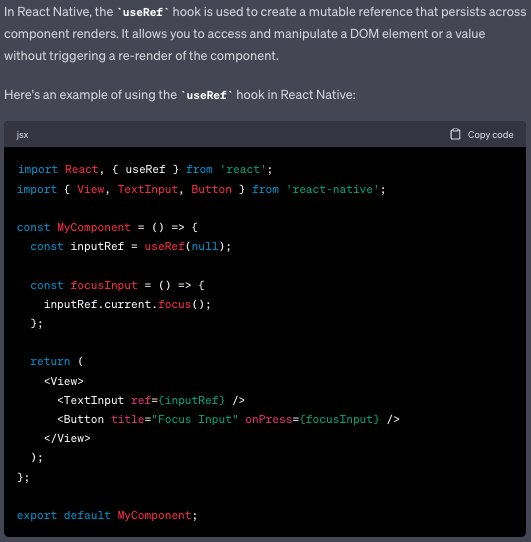 In React Native, the `useRef` hook is used to create a mutable reference that persists across
component renders. It allows you to access and manipulate a DOM element or a value
without triggering a re-render of the component.
Here's an example of using the `useRef` hook in React Native:
jsx Copy code
import React, { useRef } from 'react';
import { View, TextInput, Button } from 'react-native';
const MyComponent = () => {
  const inputRef = useRef(null);
  const focusInput = () => {
    inputRef.current.focus();
  };
  return (
    <View>
      <TextInput ref={inputRef} />
      <Button title="Focus Input" onPress={focusInput} />
    </View>
  );
};
export default MyComponent;